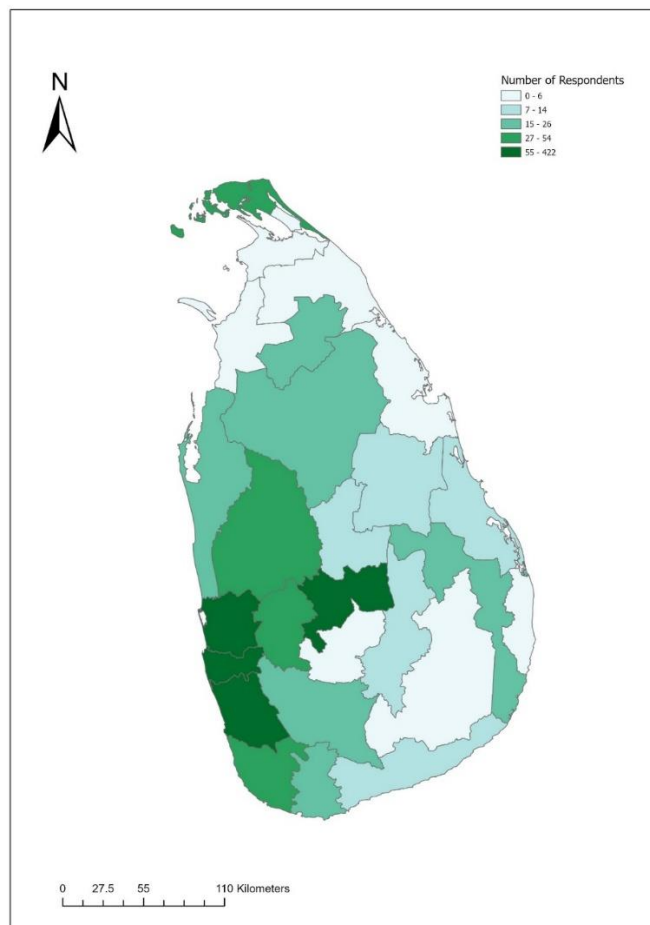 N
Number of Respondents
0 - 6
7 - 14
15 - 26
27 - 54
55 - 422
0 27.5 55 110 Kilometers